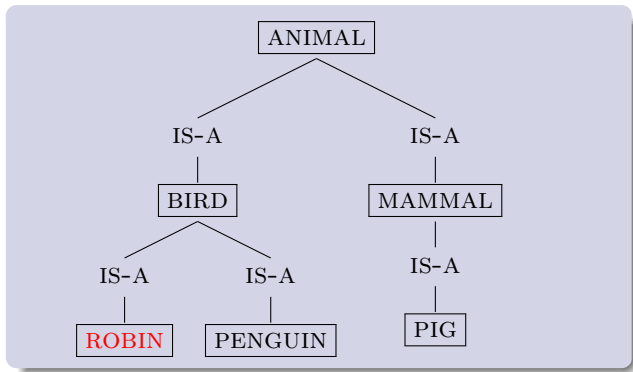 ANIMAL
IS-A IS-A
BIRD MAMMAL
IS-A IS-A IS-A
ROBIN PENGUIN PIG